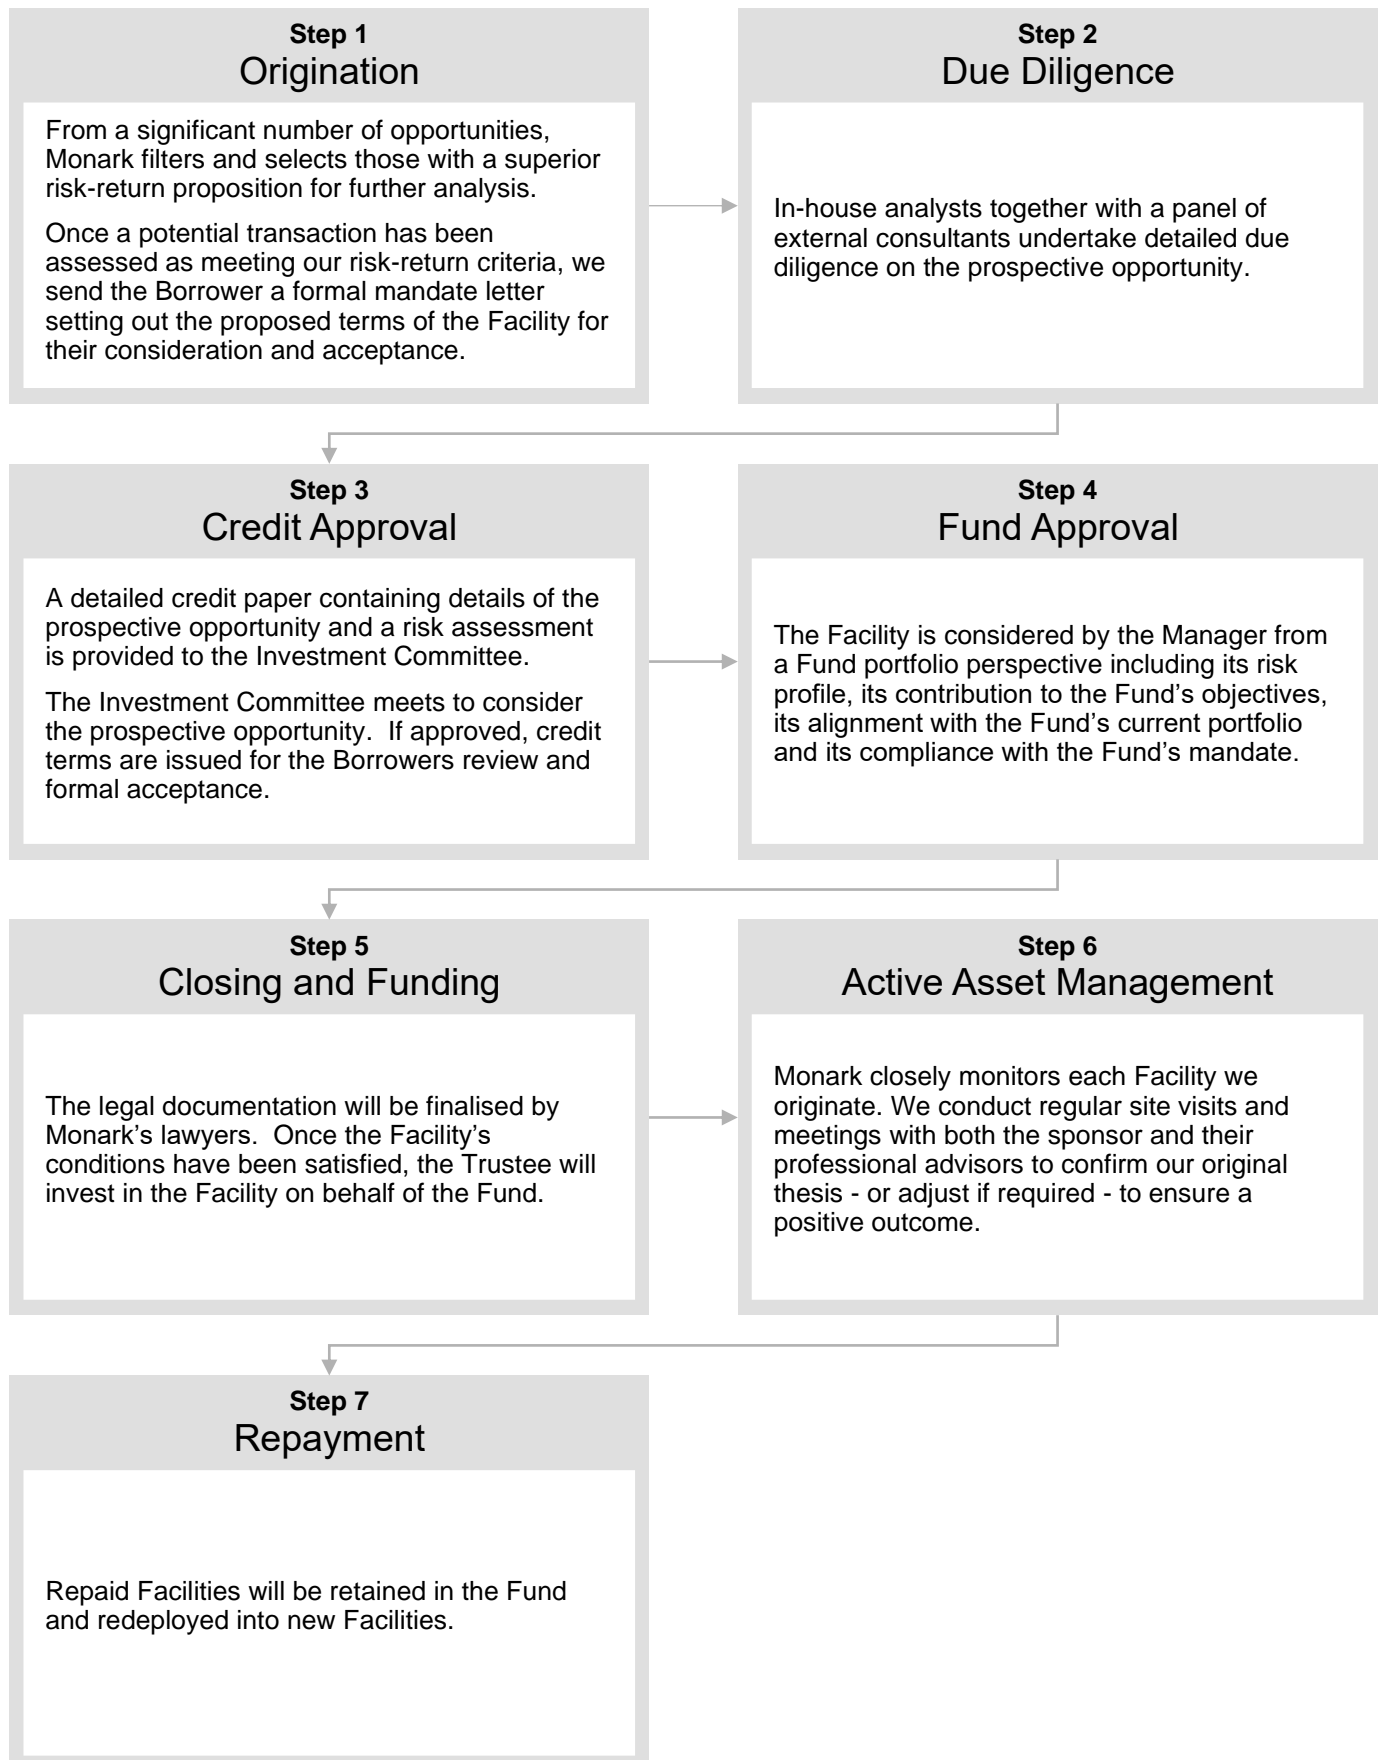 Step 1
Origination
From a significant number of opportunities,
Monark filters and selects those with a superior
risk-return proposition for further analysis.
Once a potential transaction has been
assessed as meeting our risk-return criteria, we
send the Borrower a formal mandate letter
setting out the proposed terms of the Facility for
their consideration and acceptance.
Step 2
Due Diligence
In-house analysts together with a panel of
external consultants undertake detailed due
diligence on the prospective opportunity.
Step 3
Credit Approval
A detailed credit paper containing details of the
prospective opportunity and a risk assessment
is provided to the Investment Committee.
The Investment Committee meets to consider
the prospective opportunity.  If approved, credit
terms are issued for the Borrowers review and
formal acceptance.
Step 4
Fund Approval
The Facility is considered by the Manager from
a Fund portfolio perspective including its risk
profile, its contribution to the Fund’s objectives,
its alignment with the Fund’s current portfolio
and its compliance with the Fund’s mandate.
Step 5
Closing and Funding
The legal documentation will be finalised by
Monark’s lawyers.  Once the Facility’s
conditions have been satisfied, the Trustee will
invest in the Facility on behalf of the Fund.
Step 6
Active Asset Management
Monark closely monitors each Facility we
originate. We conduct regular site visits and
meetings with both the sponsor and their
professional advisors to confirm our original
thesis - or adjust if required - to ensure a
positive outcome.
Step 7
Repayment
Repaid Facilities will be retained in the Fund
and redeployed into new Facilities.